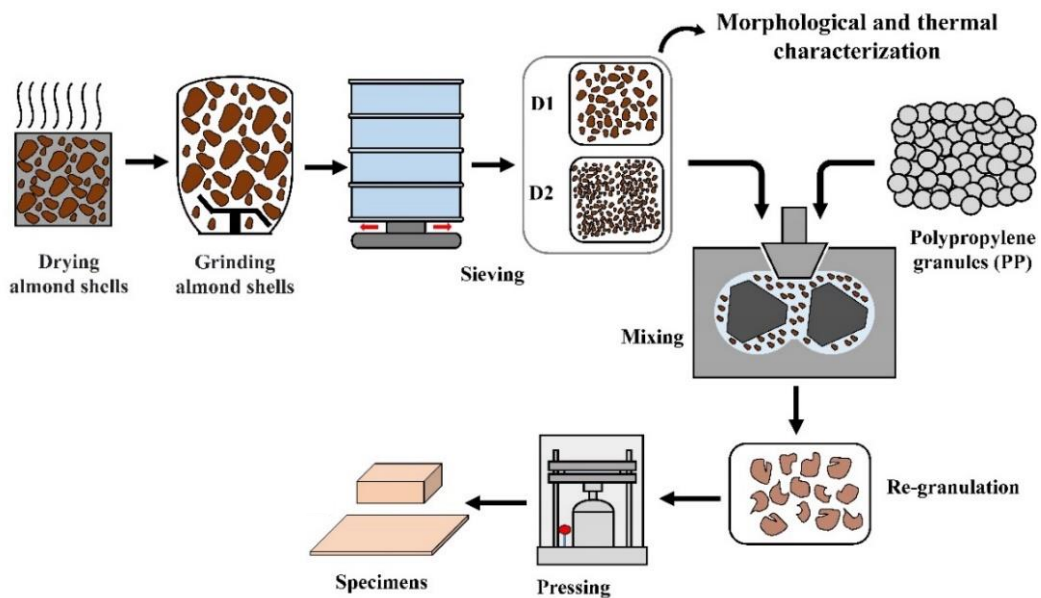 Morphological and thermal
characterization
D1
D2
Drying
almond shells
Grinding
almond shells
Sieving
Polypropylene
granules (PP)
Mixing
Re-granulation
Specimens
Pressing